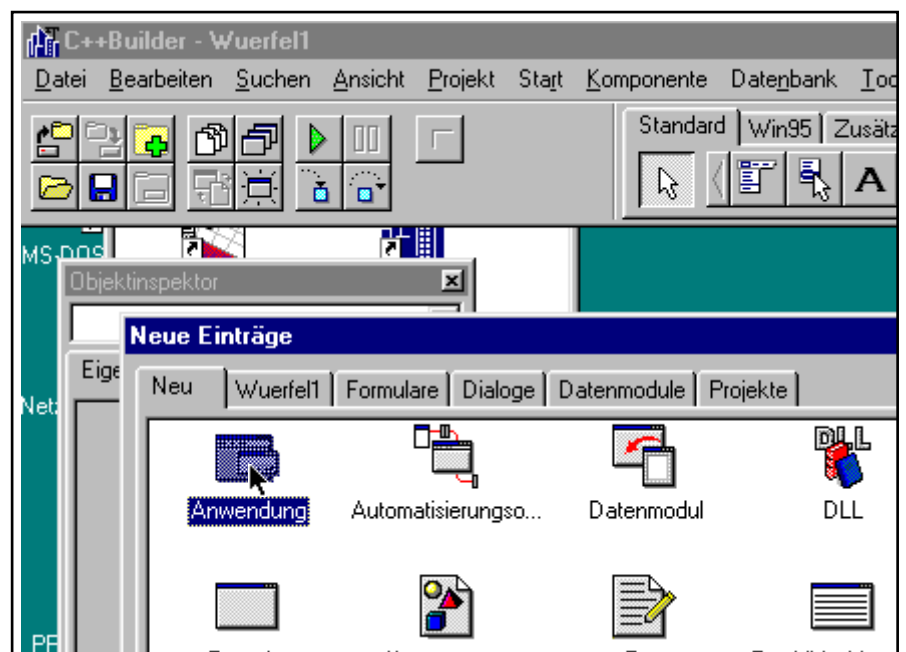 C++Builder - Wuerfel1
Datei Bearbeiten Suchen Ansicht Projekt Start Komponente Datenbank
Standard Win95
A
MS-DOS
Objektinspektor
Neue Einträge
Neu Wuerfel1 Formulare Dialoge Datenmodule Projekte
DLL
Anwendung Automatisierungso... Datenmodul DLL